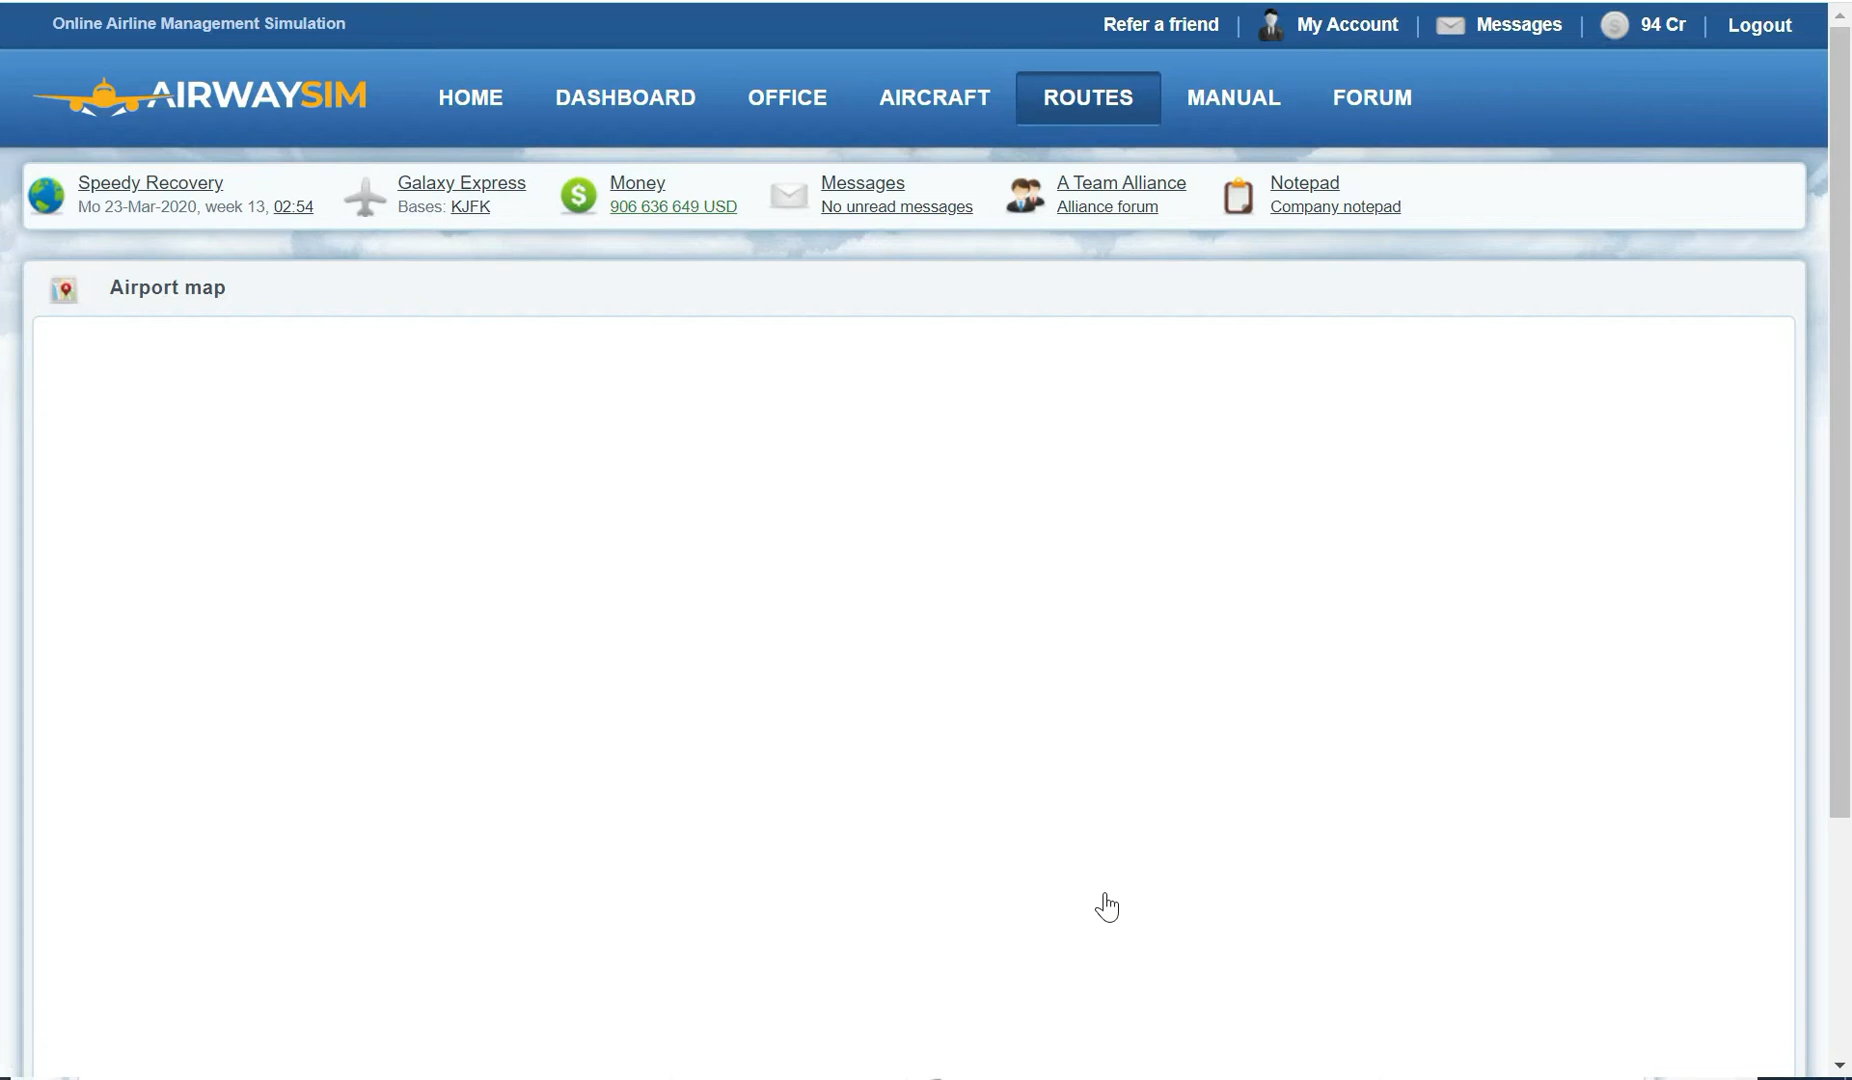 Online Airline Management Simulation
Refer a friend | My Account | Messages | 94 Cr | Logout
AIRWAYSIM
HOME DASHBOARD OFFICE AIRCRAFT ROUTES MANUAL FORUM
Speedy Recovery
Mo 23-Mar-2020, week 13, 02:54
Galaxy Express
Bases: KJFK
Money
906 636 649 USD
Messages
No unread messages
A Team Alliance
Alliance forum
Notepad
Company notepad
Airport map